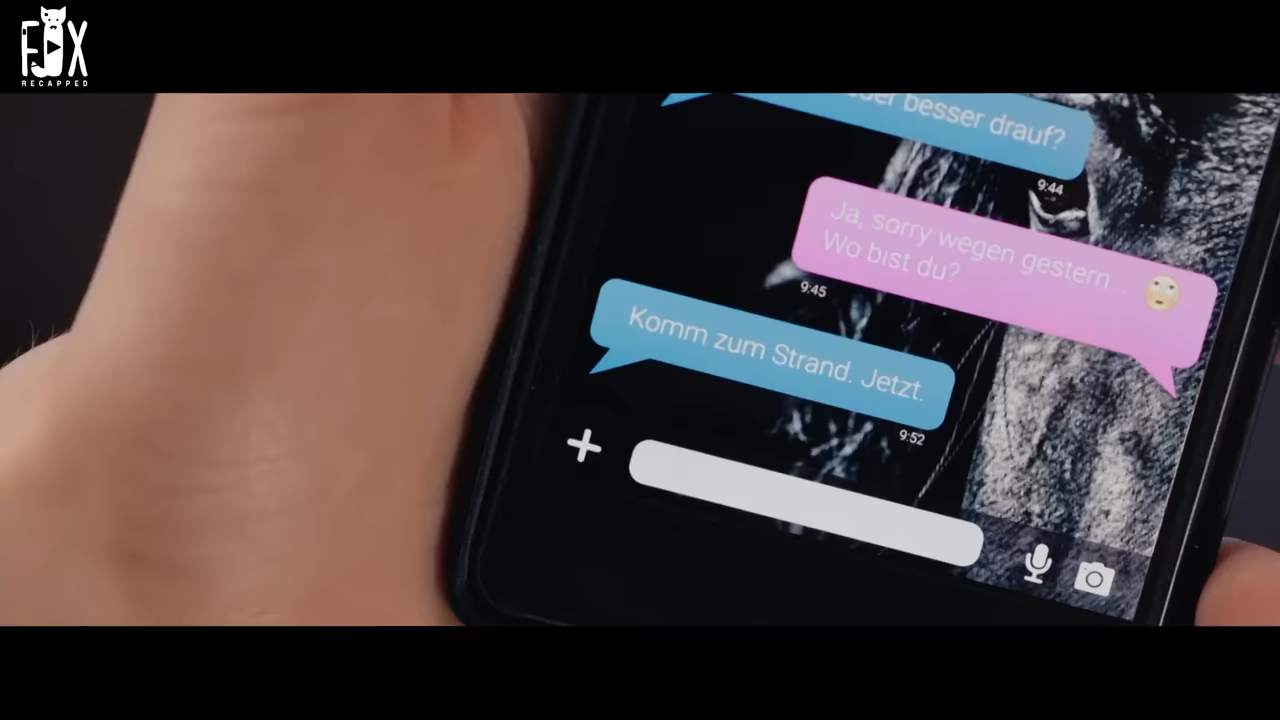 FOX
RECAPPED
besser drauf?
9:44
Ja, sorry wegen gestern .
Wo bist du?
9:45
Komm zum Strand. Jetzt.
9:52